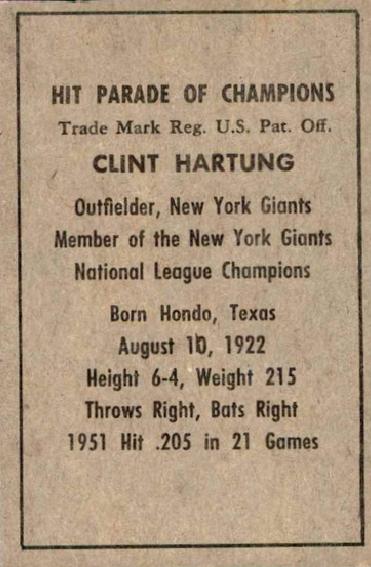 HIT PARADE OF CHAMPIONS
Trade Mark Reg. U.S. Pat. Off.
CLINT HARTUNG
Outfielder, New York Giants
Member of the New York Giants
National League Champions
Born Hondo, Texas
August 10, 1922
Height 6-4, Weight 215
Throws Right, Bats Right
1951 Hit .205 in 21 Games